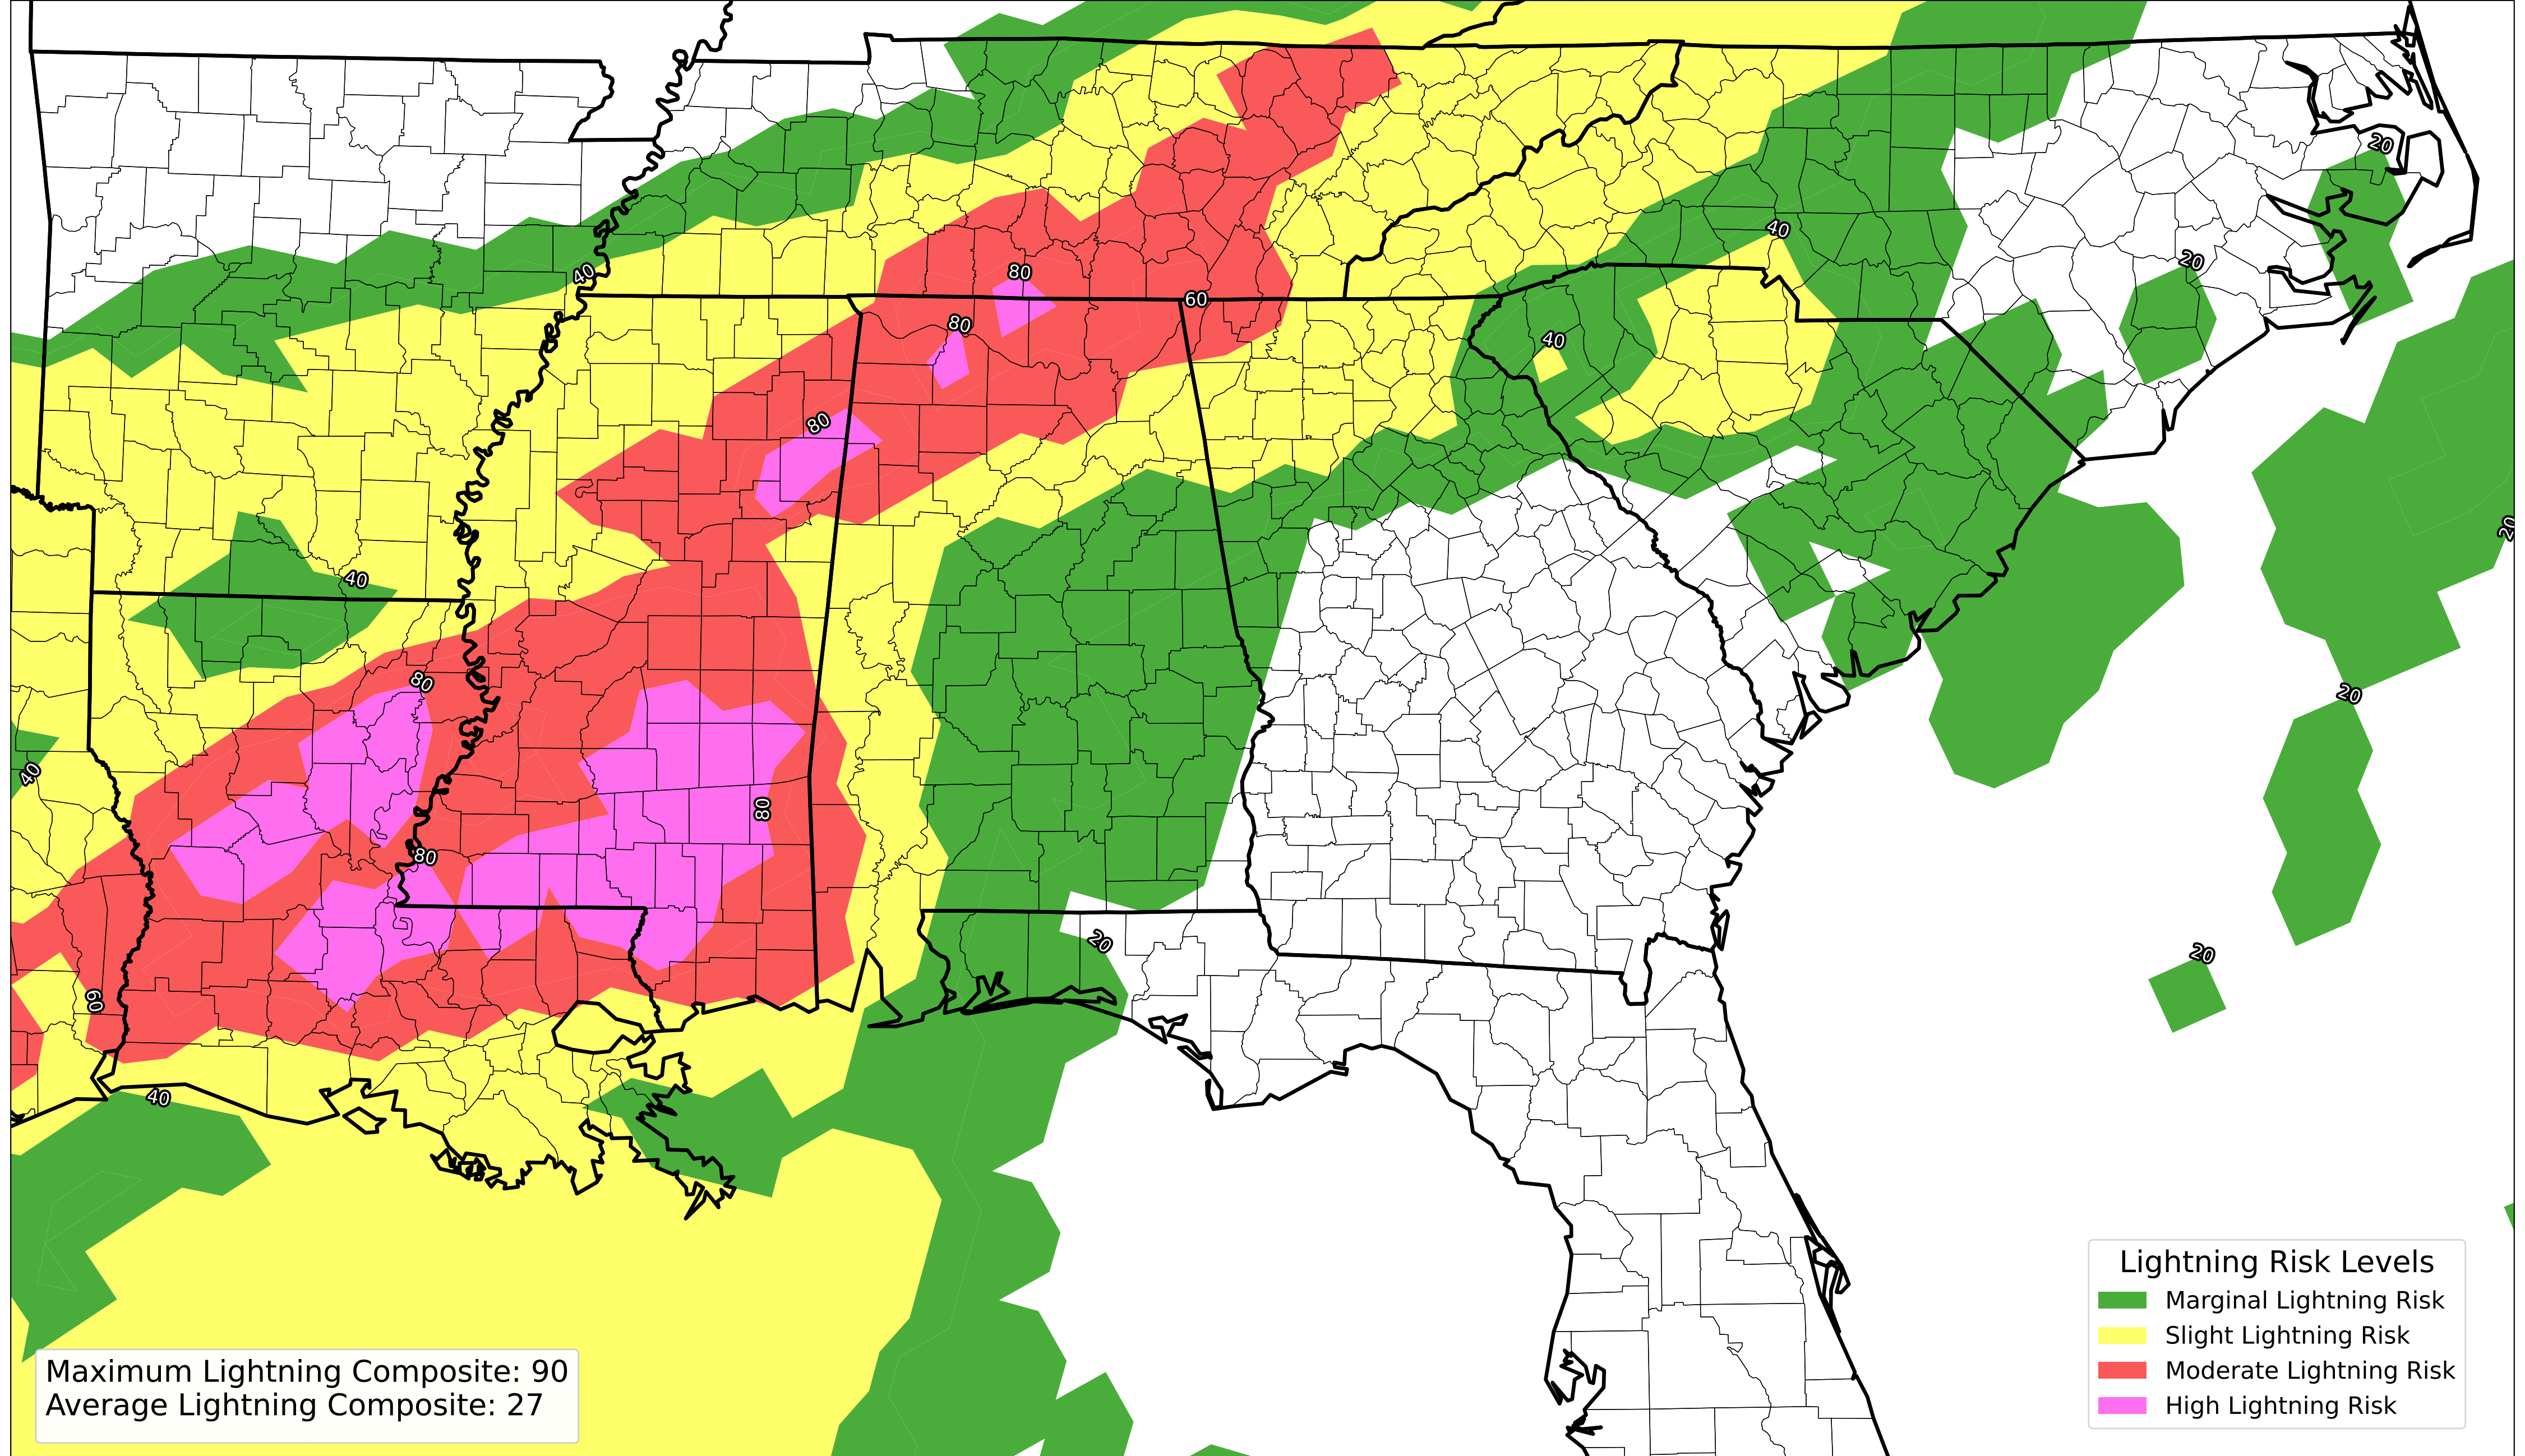 20
40
20
40
80
60
80
40
80
20
40
80
20
40
80
80
20
20
60
40
Lightning Risk Levels
Marginal Lightning Risk
Slight Lightning Risk
Moderate Lightning Risk
High Lightning Risk
Maximum Lightning Composite: 90
Average Lightning Composite: 27